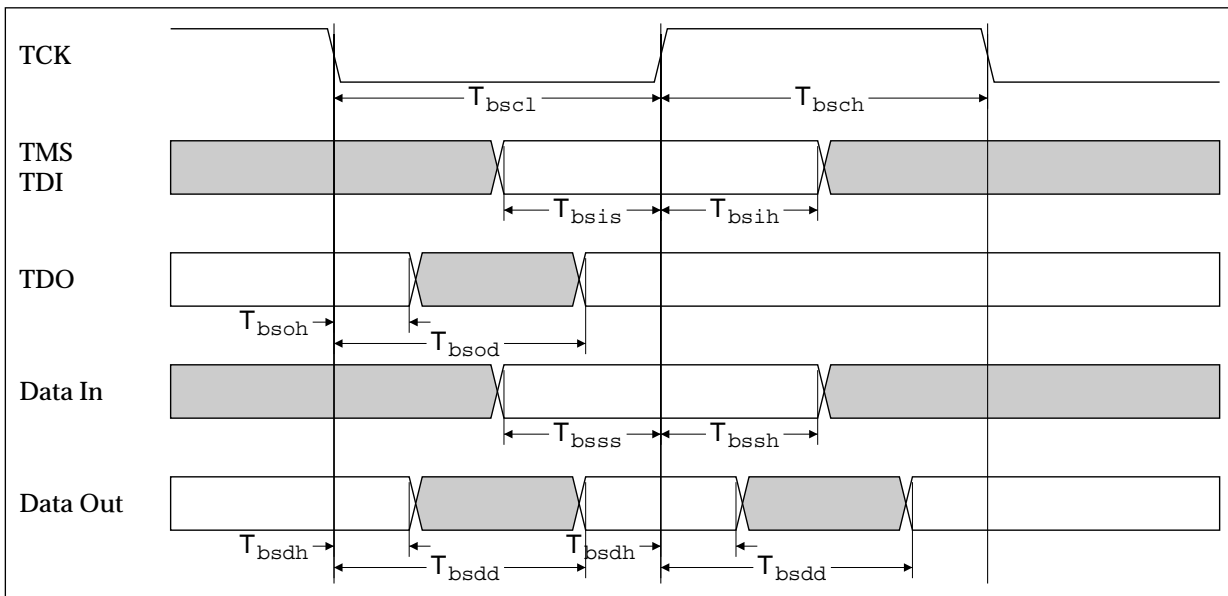 TCK
Tbscl
Tbsch
TMS
TDI
Tbsis
Tbsih
TDO
Tbsoh
Tbsod
Data In
Tbsss
Tbssh
Data Out
Tbsdh
Tbsdh
Tbsdd
Tbsdd